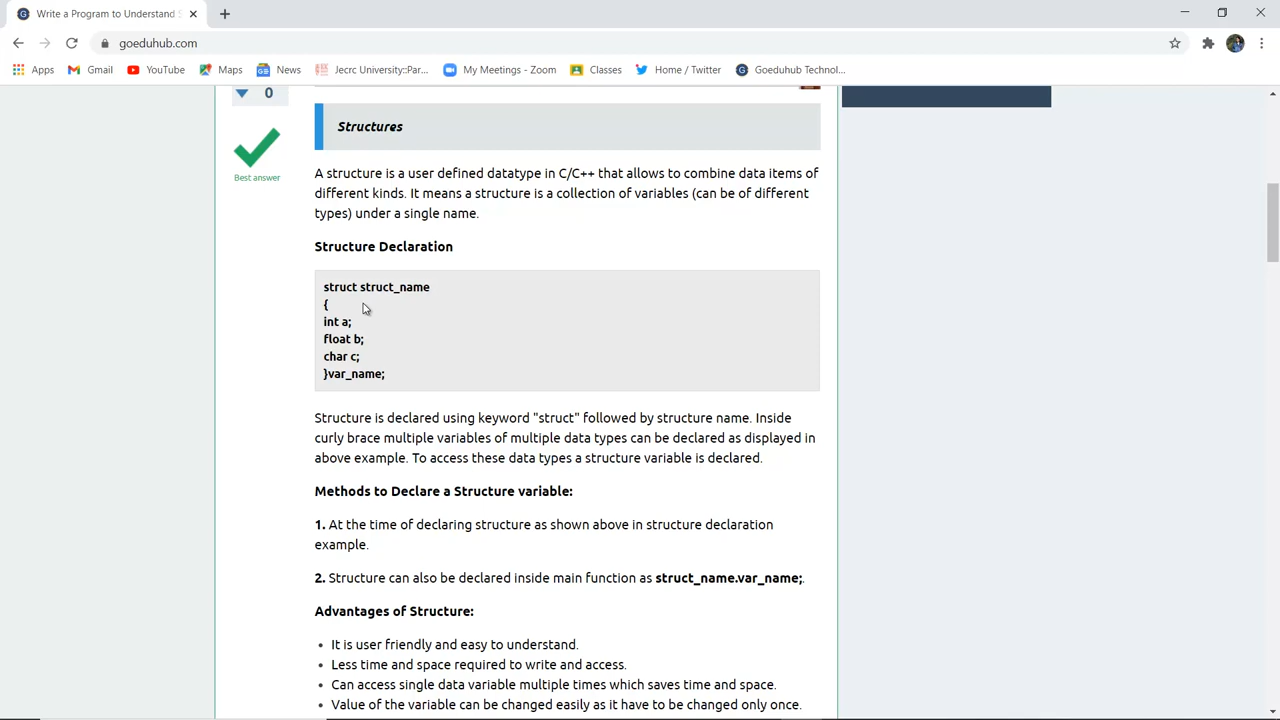 Write a Program to Understand S
goeduhub.com
Apps
Gmail
YouTube
Maps
News
Jecrc University::Par...
My Meetings - Zoom
Classes
Home / Twitter
Goeduhub Technol...
0
Best answer
Structures
A structure is a user defined datatype in C/C++ that allows to combine data items of
different kinds. It means a structure is a collection of variables (can be of different
types) under a single name.
Structure Declaration
struct struct_name
{
int a;
float b;
char c;
}var_name;
Structure is declared using keyword "struct" followed by structure name. Inside
curly brace multiple variables of multiple data types can be declared as displayed in
above example. To access these data types a structure variable is declared.
Methods to Declare a Structure variable:
1. At the time of declaring structure as shown above in structure declaration
example.
2. Structure can also be declared inside main function as struct_name.var_name;.
Advantages of Structure:
• It is user friendly and easy to understand.
• Less time and space required to write and access.
• Can access single data variable multiple times which saves time and space.
• Value of the variable can be changed easily as it have to be changed only once.